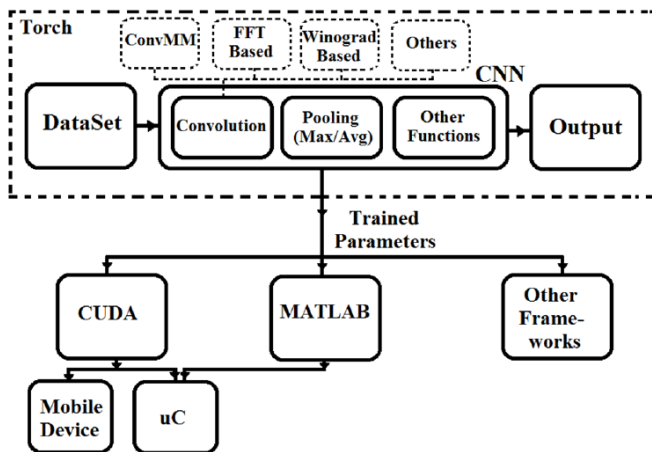 Torch
ConvMM
FFT
Based
Winograd
Based
Others
CNN
DataSet
Convolution
Pooling
(Max/Avg)
Other
Functions
Output
Trained
Parameters
CUDA
MATLAB
Other
Frame-
works
Mobile
Device
uC